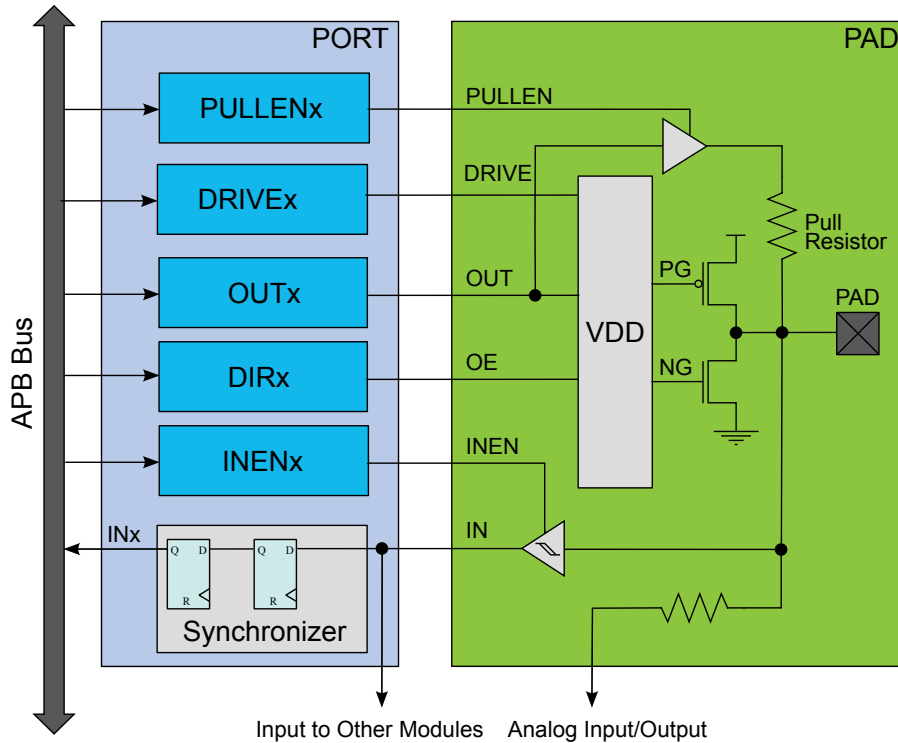 PORT
PAD
APB Bus
PULLENx
PULLEN
DRIVEx
DRIVE
Pull
Resistor
OUTx
OUT
PG
PAD
VDD
DIRx
OE
NG
INENx
INEN
INx
IN
Q D
Q D
R
R
Synchronizer
Input to Other Modules
Analog Input/Output